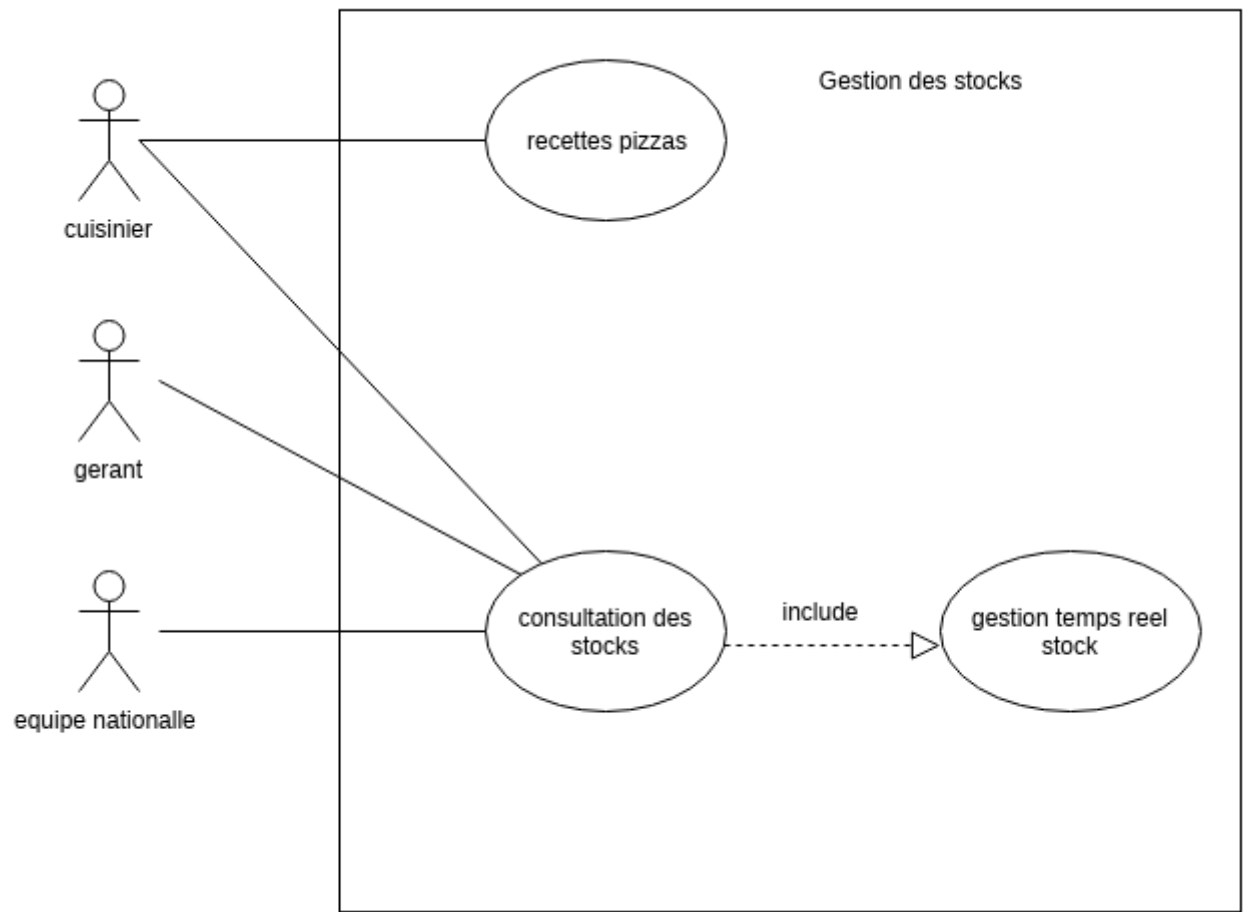 Gestion des stocks
recettes pizzas
cuisinier
gerant
consultation des
stocks
include
gestion temps reel
stock
equipe nationalle